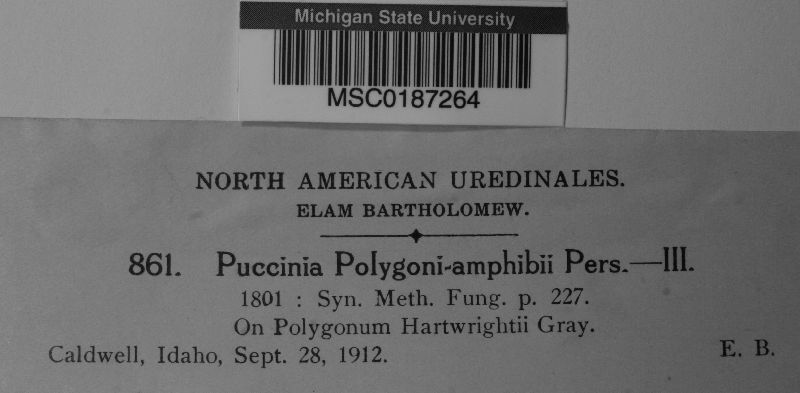 Michigan State University
MSC0187264
NORTH AMERICAN UREDINALES.
ELAM BARTHOLOMEW.
861. Puccinia Polygoni-amphibii Pers.—III.
1801 : Syn. Meth. Fung. p. 227.
On Polygonum Hartwrightii Gray.
Caldwell, Idaho, Sept. 28, 1912. E. B.